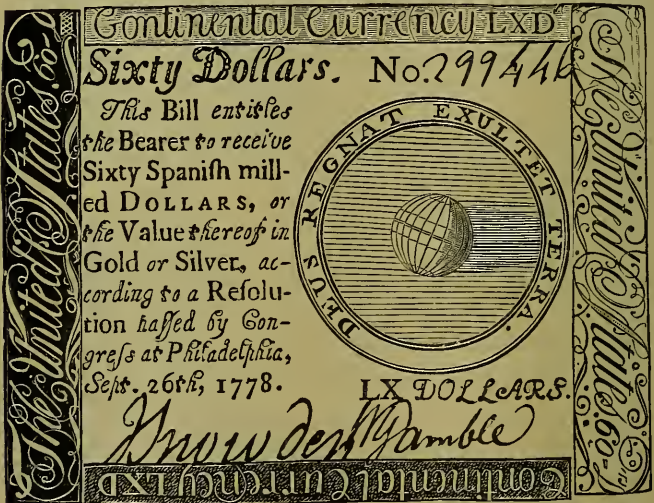 Continental Currency LXD
Sixty Dollars. No. 299446
This Bill entitles
the Bearer to receive
Sixty Spaniſh mill-
ed DOLLARS, or
the Value thereof in
Gold or Silver, ac-
cording to a Reſolu-
tion paſſed by Con-
greſs at Philadelphia,
Sept. 26th, 1778.
DEUS REGNAT EXULTET TERRA.
LX DOLLARS.
Snowden Gamble
The United States. 60
The United States. 60
Continental Currency LXD